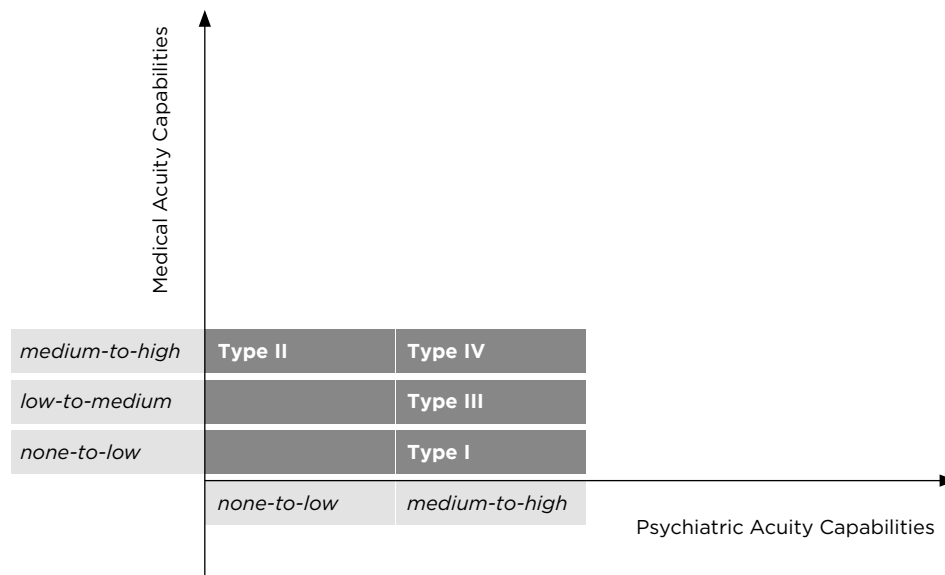 Medical Acuity Capabilities
medium-to-high Type II Type IV
low-to-medium Type III
none-to-low Type I
none-to-low medium-to-high
Psychiatric Acuity Capabilities